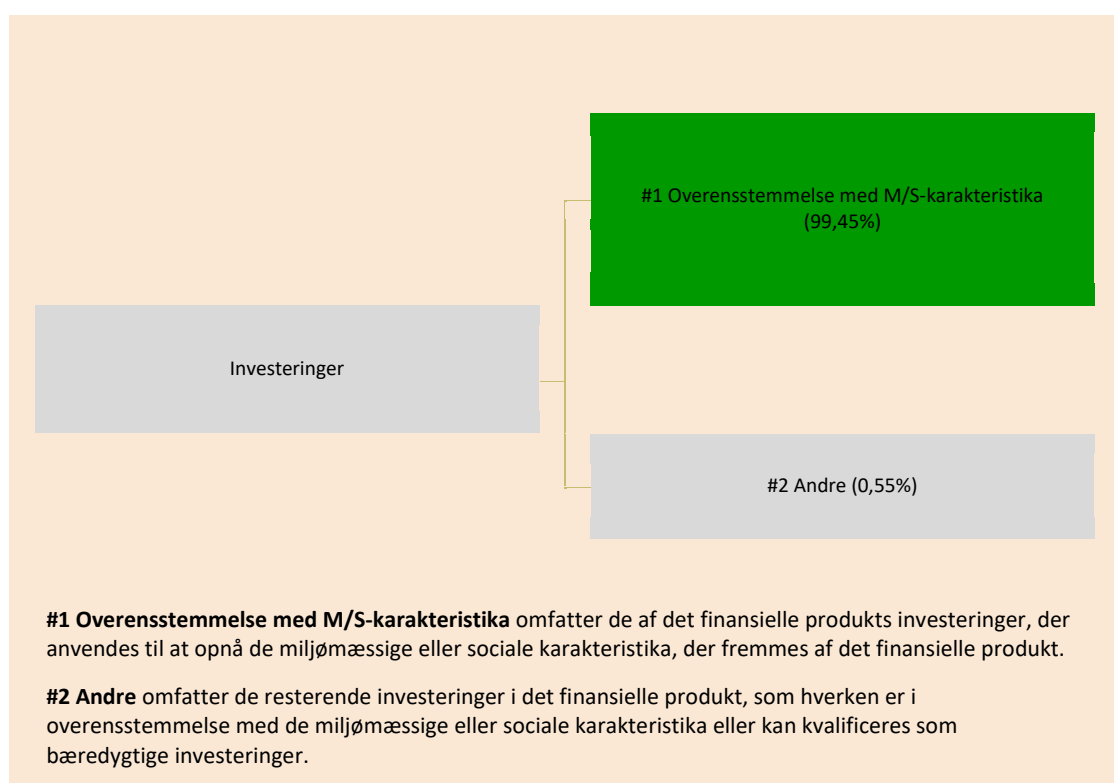 #1 Overensstemmelse med M/S-karakteristika
(99,45%)
Investeringer
#2 Andre (0,55%)
#1 Overensstemmelse med M/S-karakteristika omfatter de af det finansielle produkts investeringer, der
anvendes til at opnå de miljømæssige eller sociale karakteristika, der fremmes af det finansielle produkt.
#2 Andre omfatter de resterende investeringer i det finansielle produkt, som hverken er i
overensstemmelse med de miljømæssige eller sociale karakteristika eller kan kvalificeres som
bæredygtige investeringer.